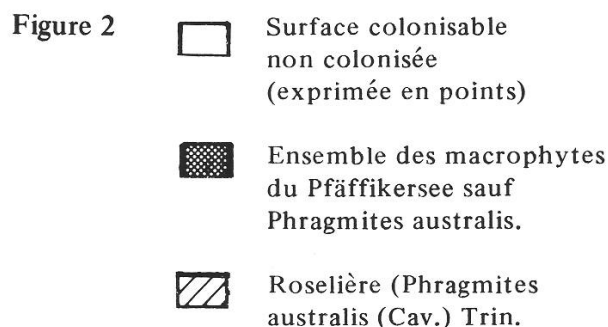 Figure 2
Surface colonisable
non colonisée
(exprimée en points)
Ensemble des macrophytes
du Pfäffikersee sauf
Phragmites australis.
Roselière (Phragmites
australis (Cav.) Trin.